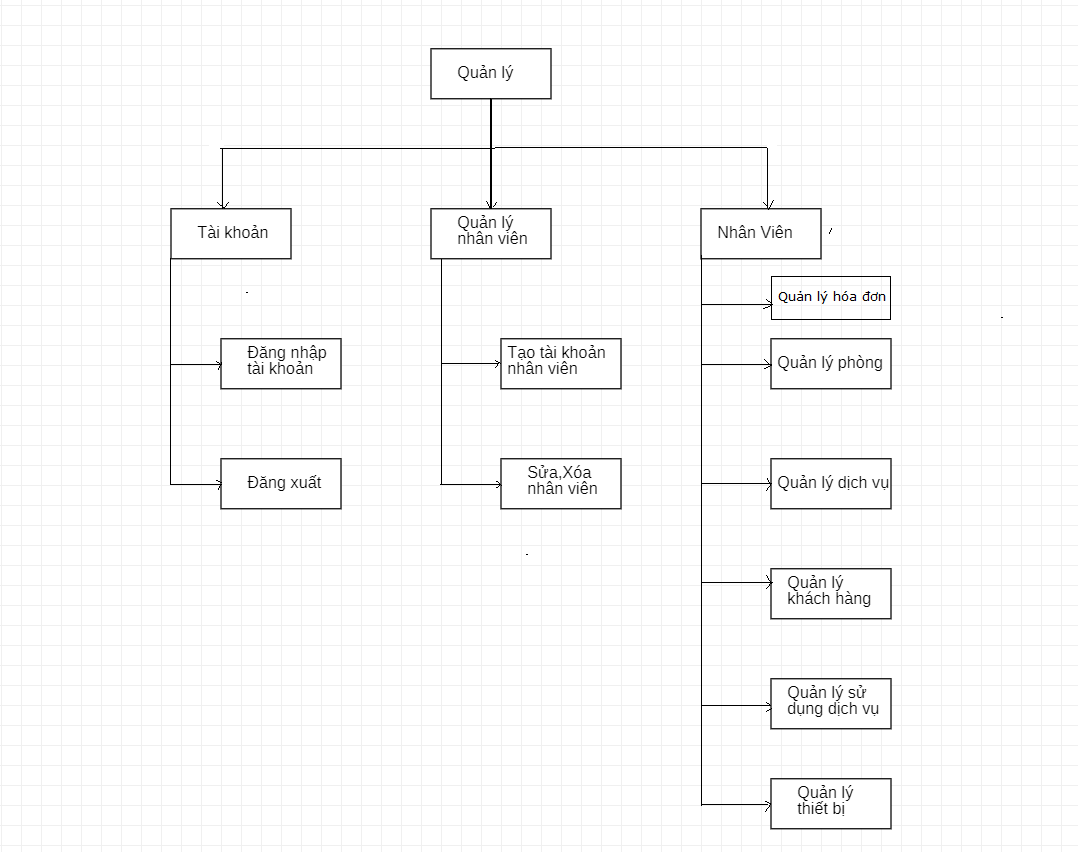 Quản lý
Tài khoản
Quản lý
nhân viên
Nhân Viên
Đăng nhập
tài khoản
Đăng xuất
Tạo tài khoản
nhân viên
Sửa,Xóa
nhân viên
Quản lý hóa đơn
Quản lý phòng
Quản lý dịch vụ
Quản lý
khách hàng
Quản lý sử
dụng dịch vụ
Quản lý
thiết bị